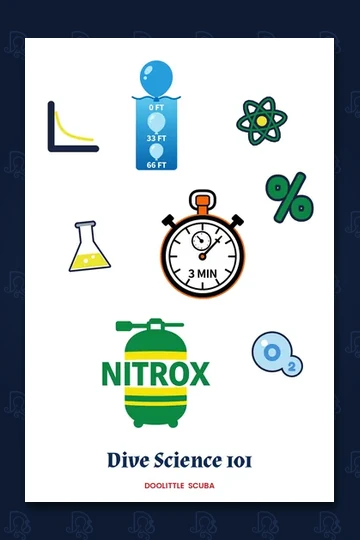 0 FT
33 FT
66 FT
%
3 MIN
O2
NITROX
Dive Science 101
DOOLITTLE SCUBA